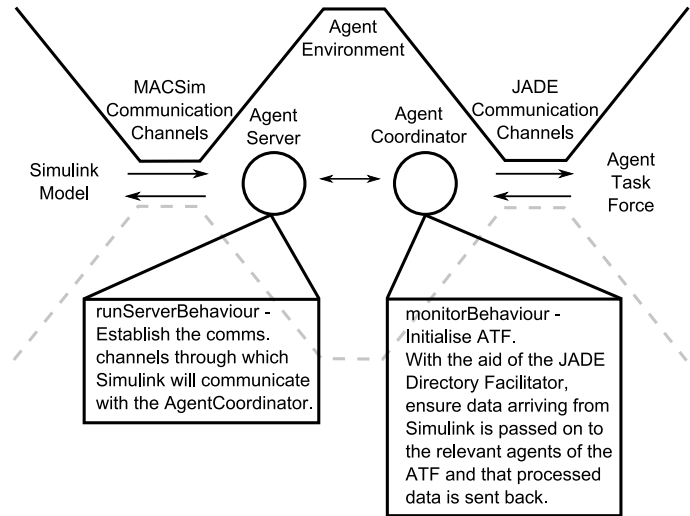 Agent
Environment
MACSim
Communication
Channels
JADE
Communication
Channels
Agent
Server
Agent
Coordinator
Simulink
Model
Agent
Task
Force
runServerBehaviour -
Establish the comms.
channels through which
Simulink will communicate
with the AgentCoordinator.
monitorBehaviour -
Initialise ATF.
With the aid of the JADE
Directory Facilitator,
ensure data arriving from
Simulink is passed on to
the relevant agents of the
ATF and that processed
data is sent back.